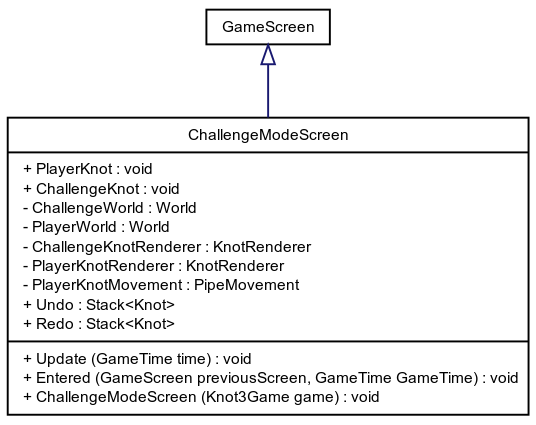 GameScreen
ChallengeModeScreen
+ PlayerKnot : void
+ ChallengeKnot : void
- ChallengeWorld : World
- PlayerWorld : World
- ChallengeKnotRenderer : KnotRenderer
- PlayerKnotRenderer : KnotRenderer
- PlayerKnotMovement : PipeMovement
+ Undo : Stack<Knot>
+ Redo : Stack<Knot>
+ Update (GameTime time) : void
+ Entered (GameScreen previousScreen, GameTime GameTime) : void
+ ChallengeModeScreen (Knot3Game game) : void